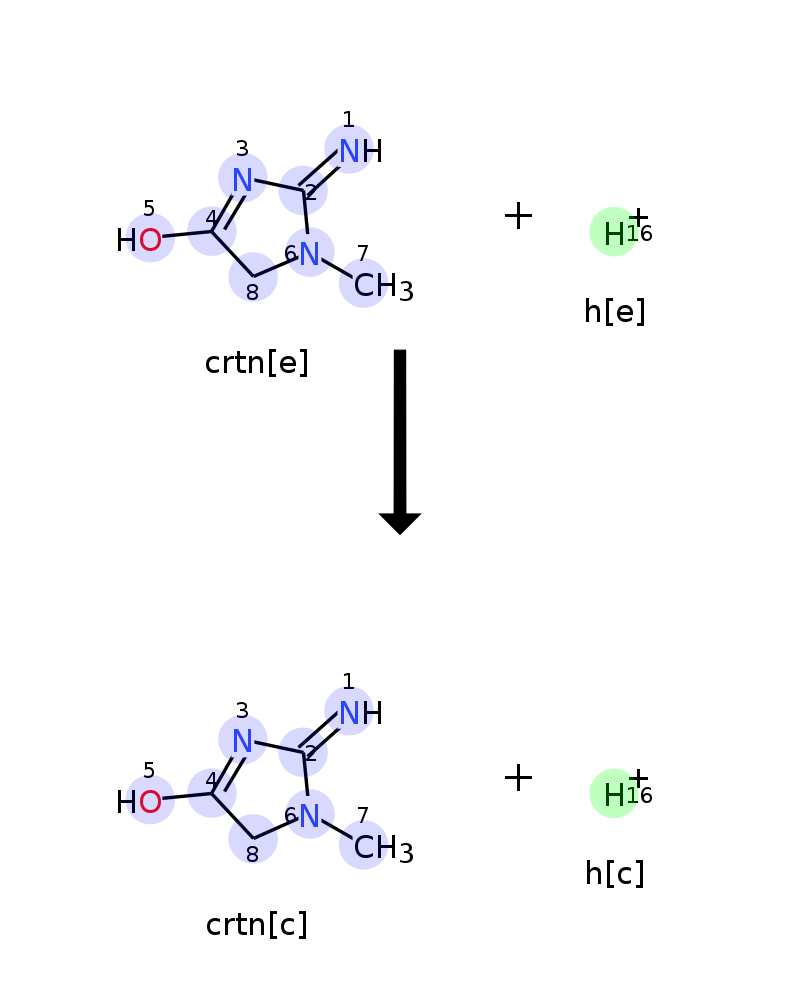 1
3 NH
N 2
5 4
HO 6 N 7
8 CH3
+ H+ 16
crtn[e] h[e]
1
3 NH
N 2
5 4
HO 6 N 7
8 CH3
+ H+ 16
crtn[c] h[c]